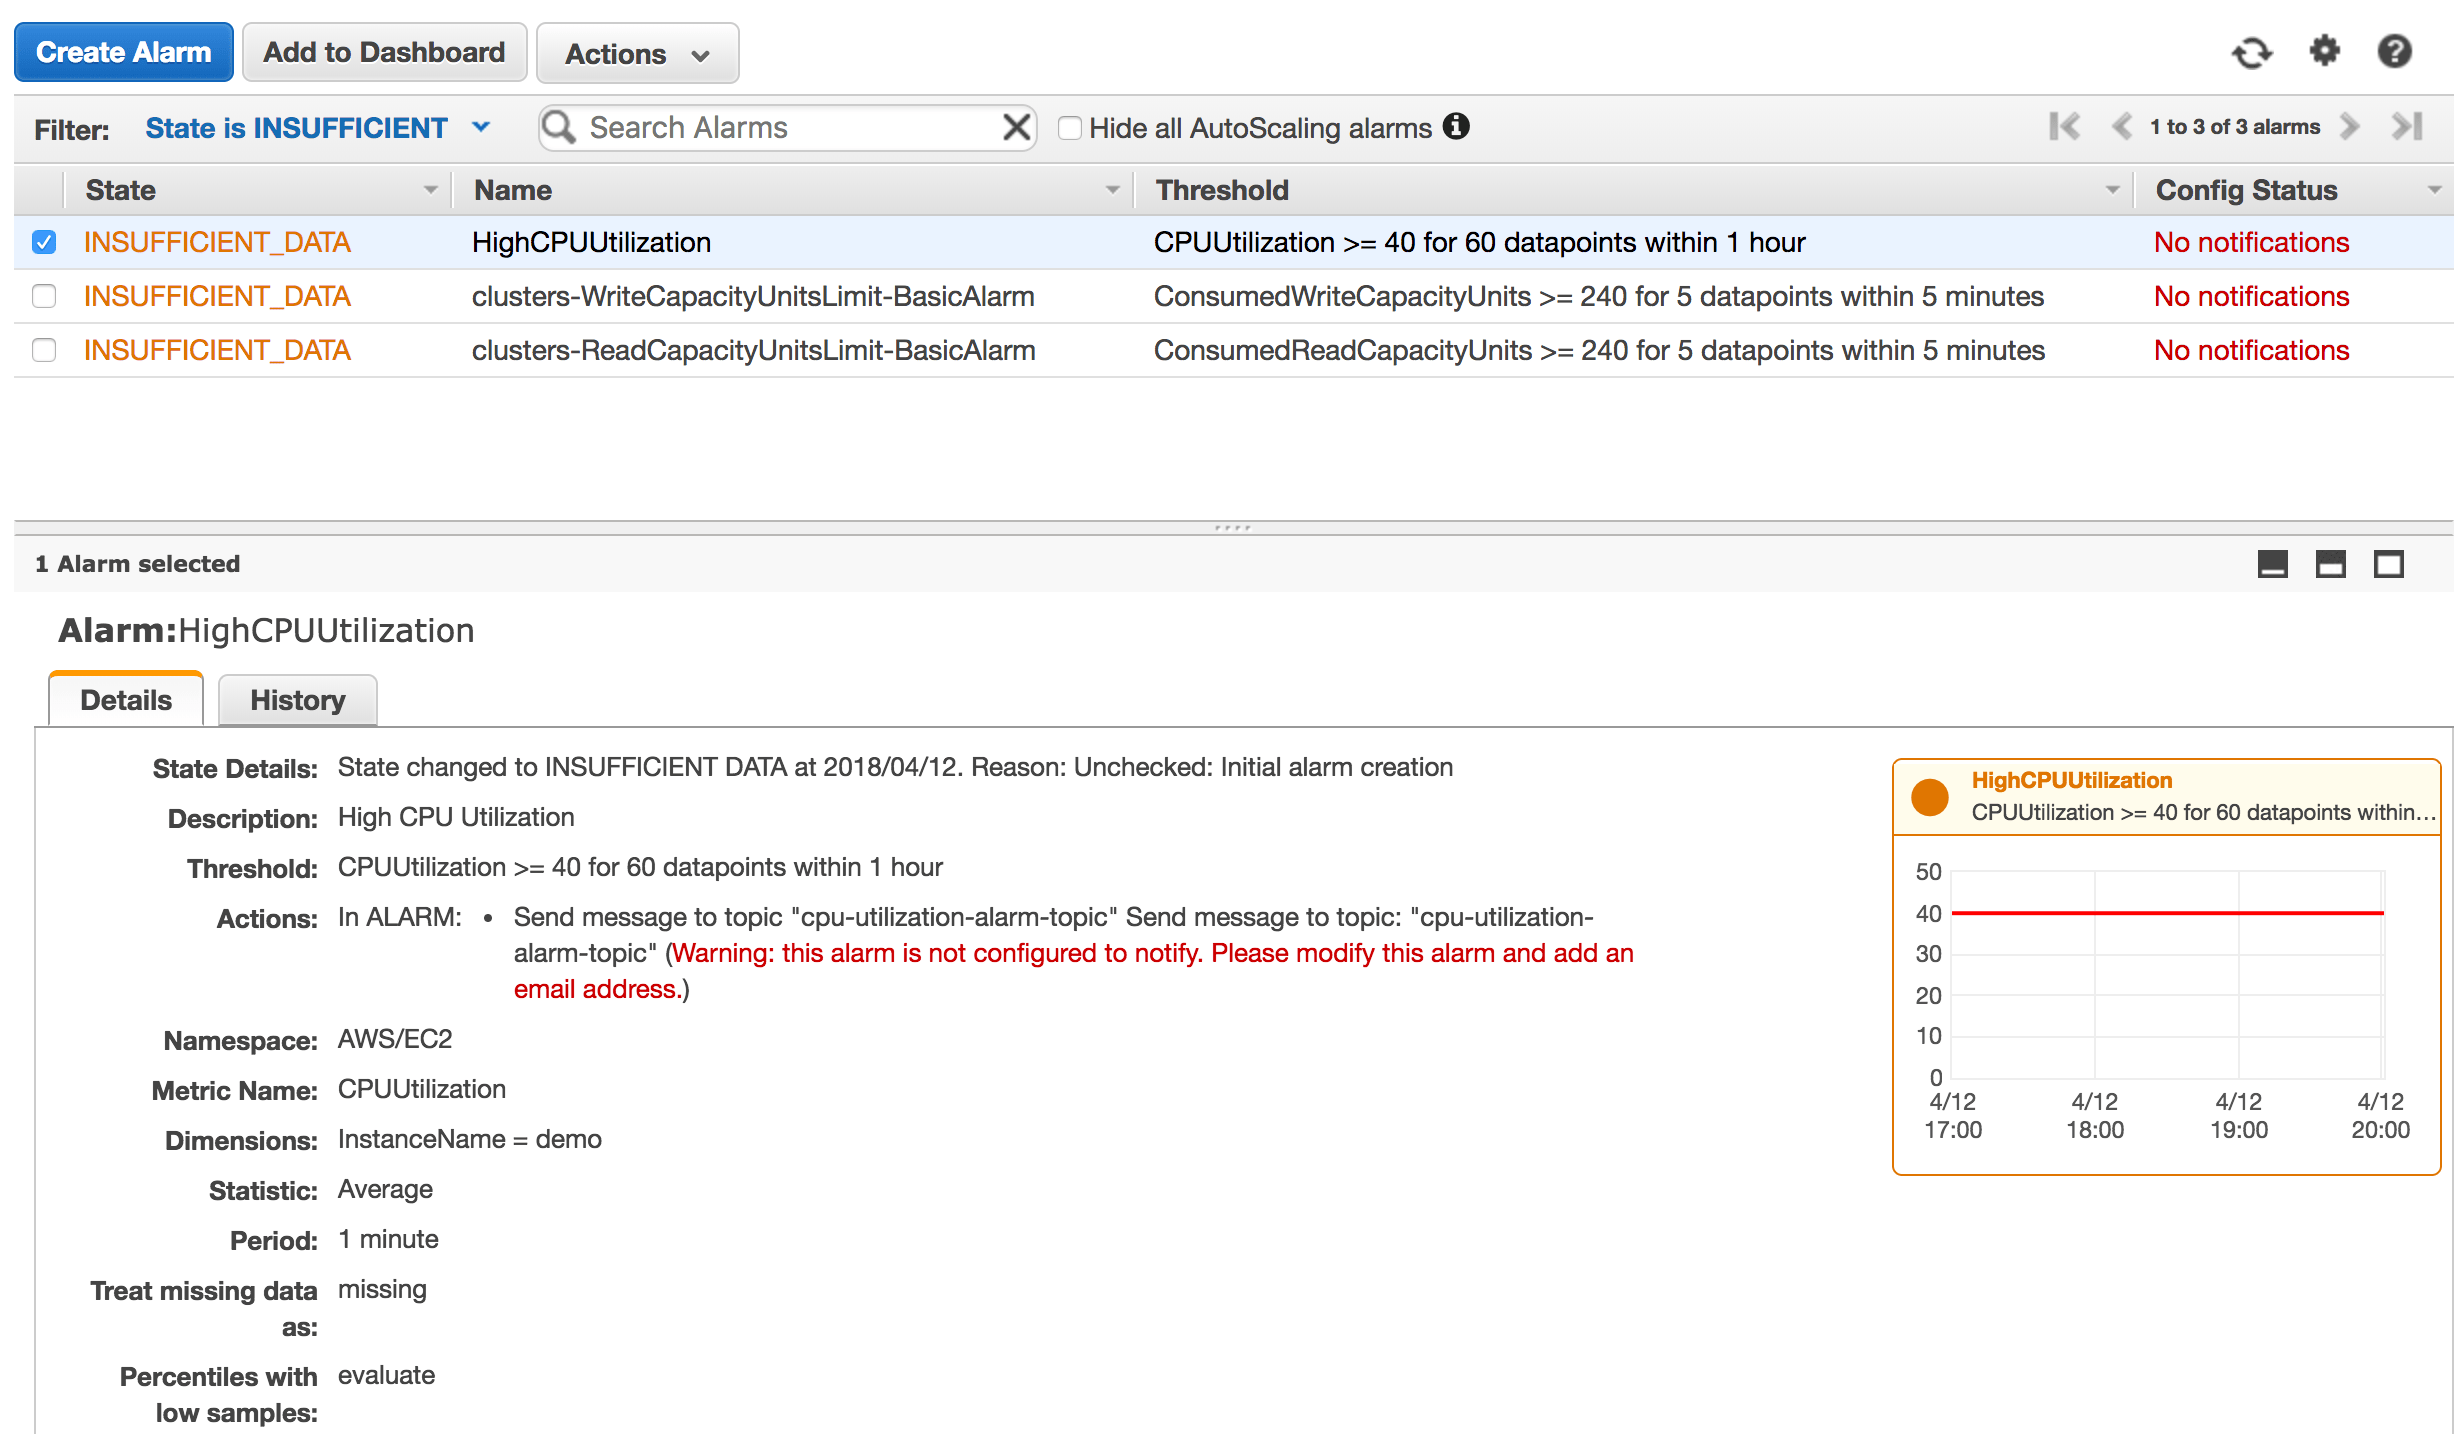 Create Alarm Add to Dashboard Actions
Filter: State is INSUFFICIENT Search Alarms Hide all AutoScaling alarms 1 to 3 of 3 alarms
State Name Threshold Config Status
INSUFFICIENT_DATA HighCPUUtilization CPUUtilization >= 40 for 60 datapoints within 1 hour No notifications
INSUFFICIENT_DATA clusters-WriteCapacityUnitsLimit-BasicAlarm ConsumedWriteCapacityUnits >= 240 for 5 datapoints within 5 minutes No notifications
INSUFFICIENT_DATA clusters-ReadCapacityUnitsLimit-BasicAlarm ConsumedReadCapacityUnits >= 240 for 5 datapoints within 5 minutes No notifications
1 Alarm selected
Alarm:HighCPUUtilization
Details History
State Details: State changed to INSUFFICIENT DATA at 2018/04/12. Reason: Unchecked: Initial alarm creation
Description: High CPU Utilization
Threshold: CPUUtilization >= 40 for 60 datapoints within 1 hour
Actions: In ALARM: • Send message to topic "cpu-utilization-alarm-topic" Send message to topic: "cpu-utilization-
alarm-topic" (Warning: this alarm is not configured to notify. Please modify this alarm and add an
email address.)
Namespace: AWS/EC2
Metric Name: CPUUtilization
Dimensions: InstanceName = demo
Statistic: Average
Period: 1 minute
Treat missing data missing
as:
Percentiles with evaluate
low samples:
HighCPUUtilization
CPUUtilization >= 40 for 60 datapoints within...
50
40
30
20
10
0
4/12 4/12 4/12 4/12
17:00 18:00 19:00 20:00